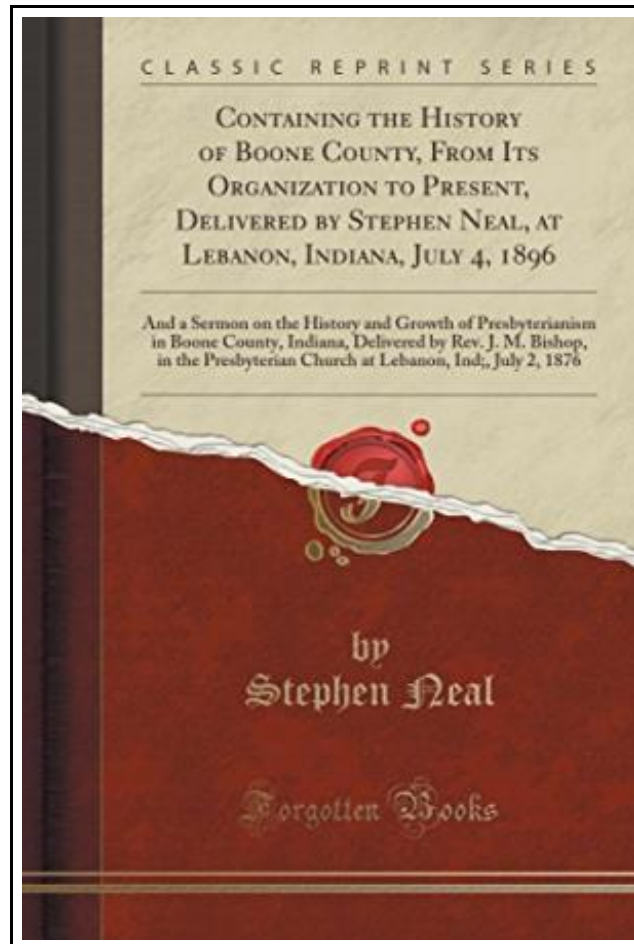 CLASSIC REPRINT SERIES
CONTAINING THE HISTORY
OF BOONE COUNTY, FROM ITS
ORGANIZATION TO PRESENT,
DELIVERED BY STEPHEN NEAL, AT
LEBANON, INDIANA, JULY 4, 1896
And a Sermon on the History and Growth of Presbyterianism
in Boone County, Indiana, Delivered by Rev. J. M. Bishop,
in the Presbyterian Church at Lebanon, Ind;, July 2, 1876
by
Stephen Neal
Forgotten Books